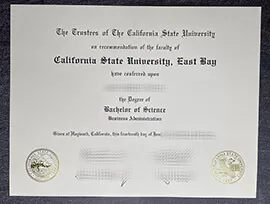 The Trustees of The California State University
on recommendation of the faculty of
California State University, East Bay
have conferred upon
the Degree of
Bachelor of Science
Business Administration
Given at Hayward, California, this fourteenth day of